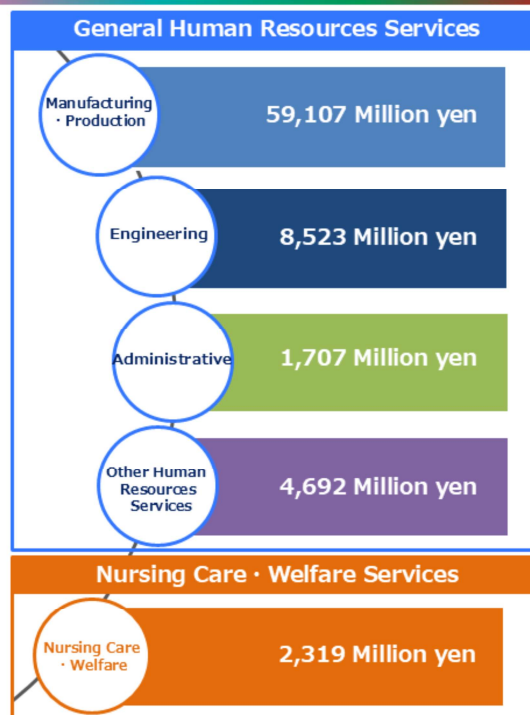 General Human Resources Services
Manufacturing
・Production
59,107 Million yen
Engineering
8,523 Million yen
Administrative
1,707 Million yen
Other Human
Resources
Services
4,692 Million yen
Nursing Care・Welfare Services
Nursing Care
・Welfare
2,319 Million yen